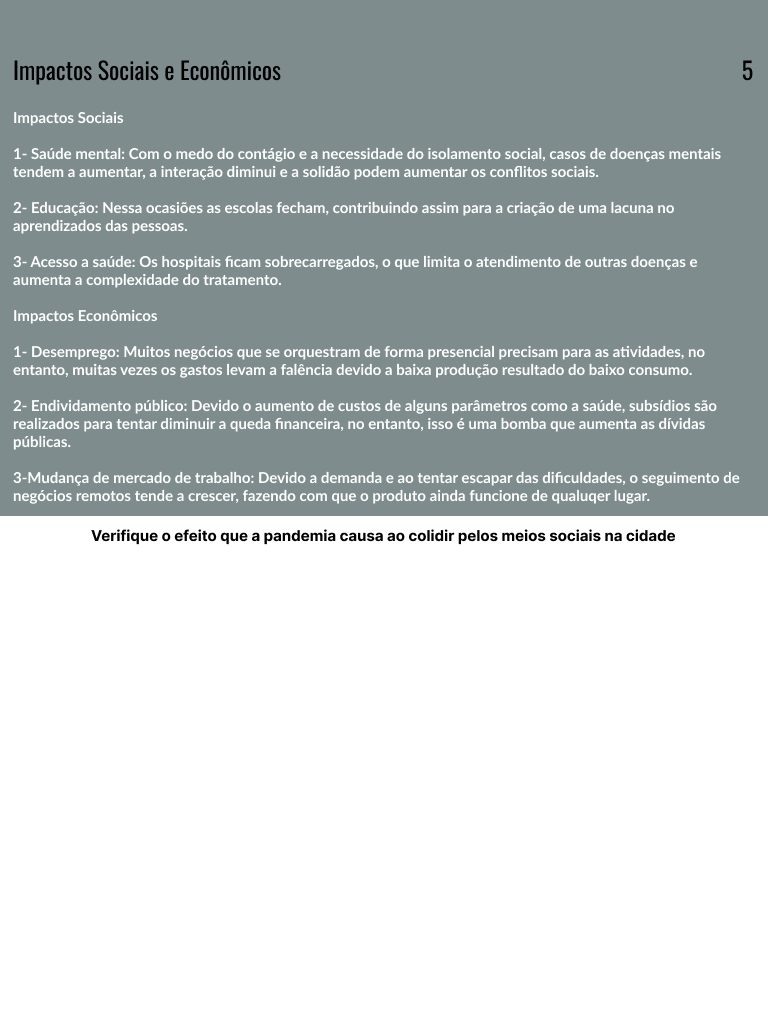 Impactos Sociais e Econômicos 5
Impactos Sociais
1- Saúde mental: Com o medo do contágio e a necessidade do isolamento social, casos de doenças mentais
tendem a aumentar, a interação diminui e a solidão podem aumentar os conflitos sociais.
2- Educação: Nessa ocasiões as escolas fecham, contribuindo assim para a criação de uma lacuna no
aprendizados das pessoas.
3- Acesso a saúde: Os hospitais ficam sobrecarregados, o que limita o atendimento de outras doenças e
aumenta a complexidade do tratamento.
Impactos Econômicos
1- Desemprego: Muitos negócios que se orquestram de forma presencial precisam para as atividades, no
entanto, muitas vezes os gastos levam a falência devido a baixa produção resultado do baixo consumo.
2- Endividamento público: Devido o aumento de custos de alguns parâmetros como a saúde, subsídios são
realizados para tentar diminuir a queda financeira, no entanto, isso é uma bomba que aumenta as dívidas
públicas.
3-Mudança de mercado de trabalho: Devido a demanda e ao tentar escapar das dificuldades, o seguimento de
negócios remotos tende a crescer, fazendo com que o produto ainda funcione de qualuqer lugar.
Verifique o efeito que a pandemia causa ao colidir pelos meios sociais na cidade